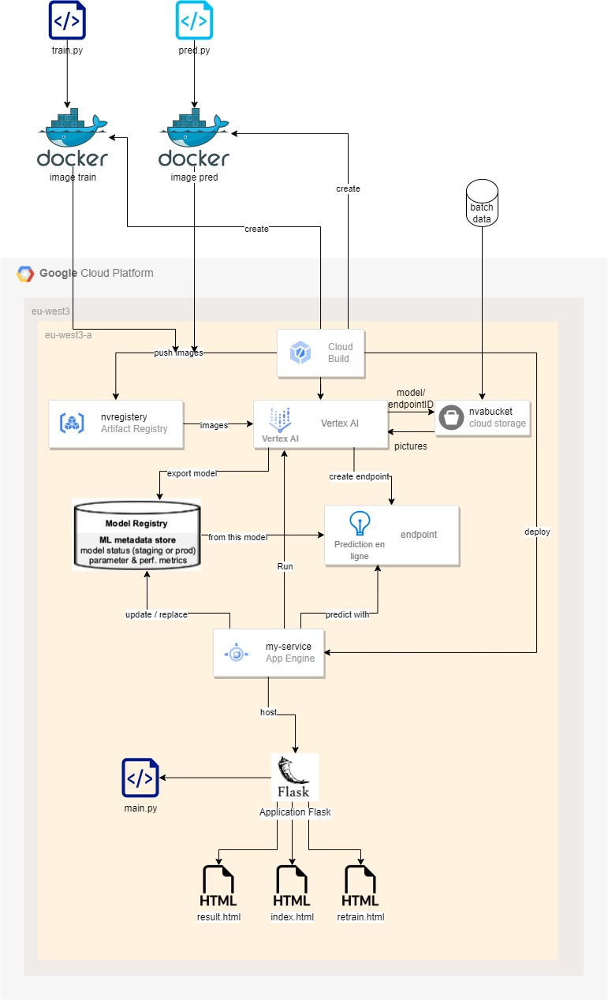 train.py
pred.py
docker
image train
docker
image pred
create
batch
data
create
Google Cloud Platform
eu-west3
eu-west3-a
push images
Cloud
Build
nvregistery
Artifact Registry
images
Vertex AI
Vertex AI
model/
endpointID
nvabucket
cloud storage
pictures
export model
create endpoint
Model Registry
ML metadata store
model status (staging or prod)
parameter & perf. metrics
from this model
Prediction en
ligne
endpoint
deploy
Run
update / replace
predict with
my-service
App Engine
host
Flask
Application Flask
main.py
HTML
result.html
HTML
index.html
HTML
retrain.html